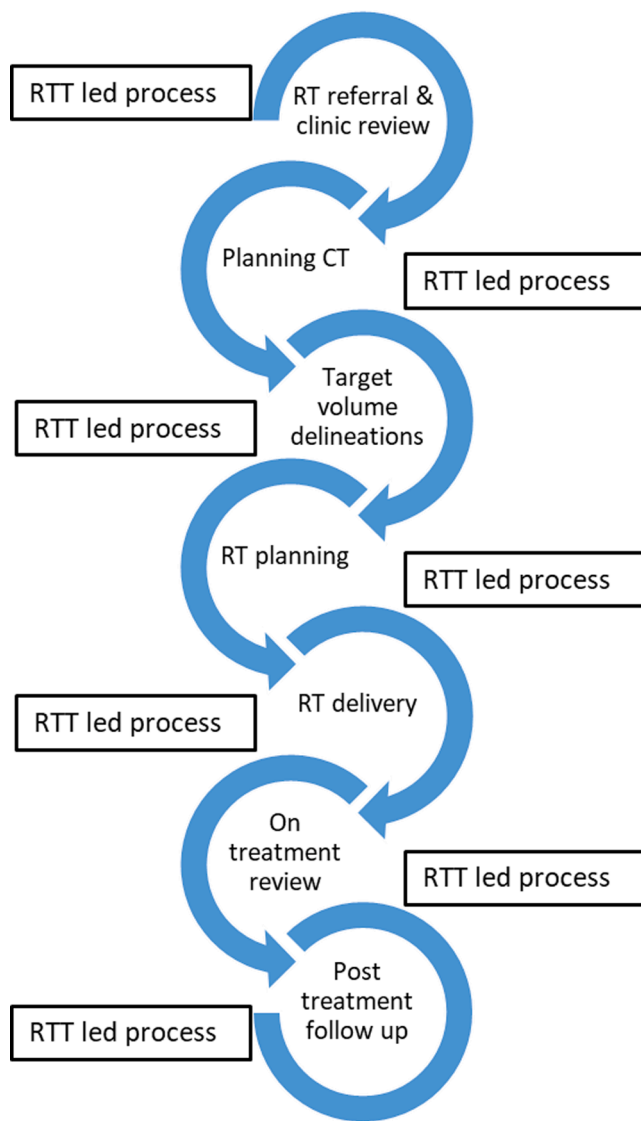 RTT led process
RT referral &
clinic review
Planning CT
RTT led process
Target
volume
delineations
RTT led process
RT planning
RTT led process
RT delivery
RTT led process
On
treatment
review
RTT led process
Post
treatment
follow up
RTT led process